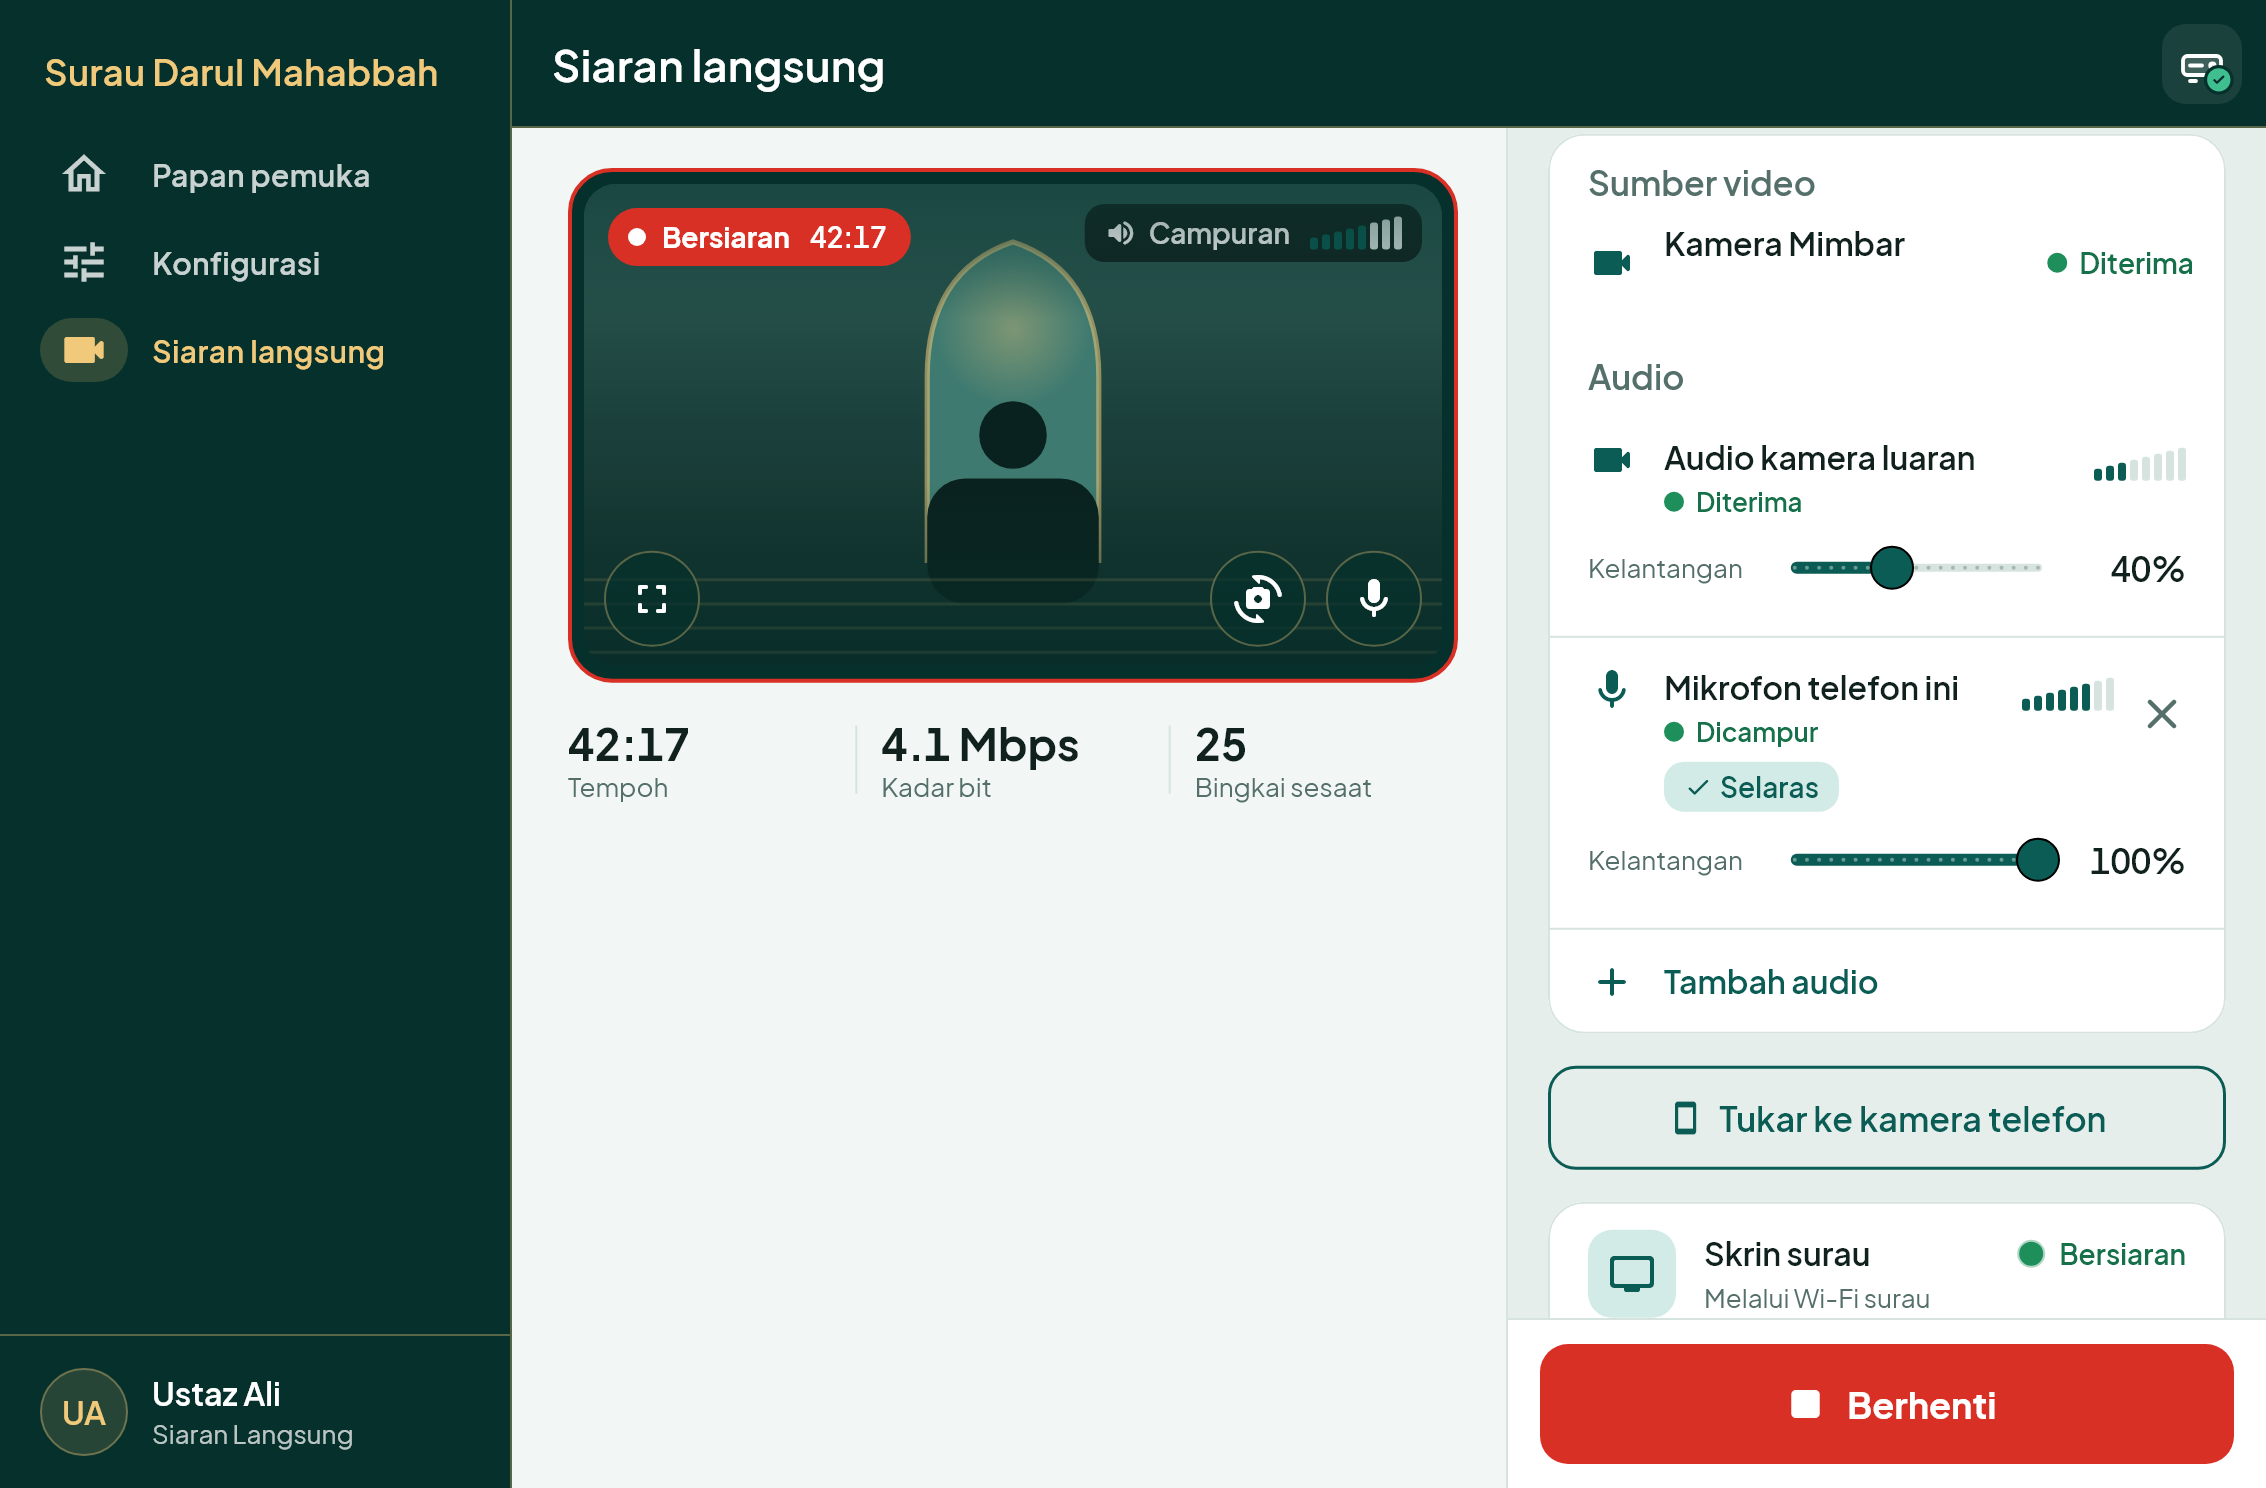 Surau Darul Mahabbah
Papan pemuka
Konfigurasi
Siaran langsung
Ustaz Ali
Siaran Langsung
UA
Siaran langsung
Bersiaran 42:17
Campuran
42:17
Tempoh
4.1 Mbps
Kadar bit
25
Bingkai sesaat
Sumber video
Kamera Mimbar
Diterima
Audio
Audio kamera luaran
Diterima
Kelantangan
40%
Mikrofon telefon ini
Dicampur
Selaras
Kelantangan
100%
Tambah audio
Tukar ke kamera telefon
Skrin surau
Bersiaran
Melalui Wi-Fi surau
Berhenti